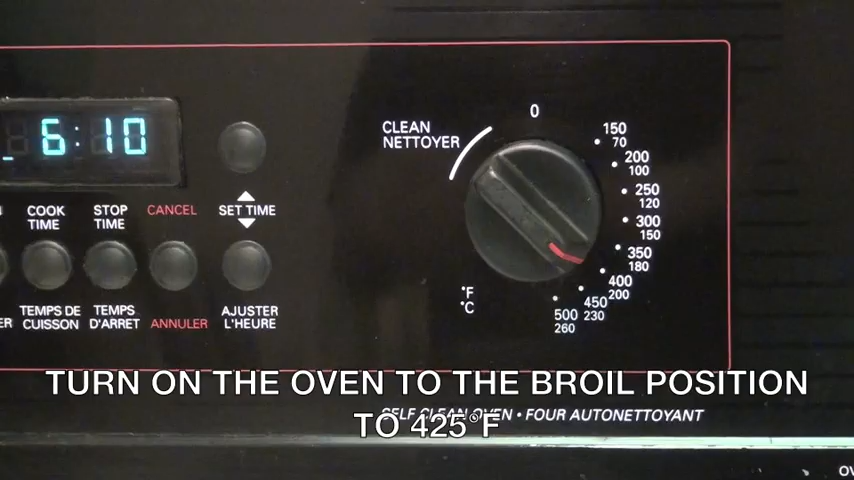 6:10
CLEAN
NETTOYER
0
150
70
200
100
250
120
300
150
350
180
400
200
450
230
500
260
°F
°C
COOK
TIME
STOP
TIME
CANCEL
SET TIME
ER
TEMPS DE
CUISSON
TEMPS
D'ARRET
ANNULER
AJUSTER
L'HEURE
TURN ON THE OVEN TO THE BROIL POSITION
TO 425°F
SELF CLEAN OVEN • FOUR AUTONETTOYANT
OV